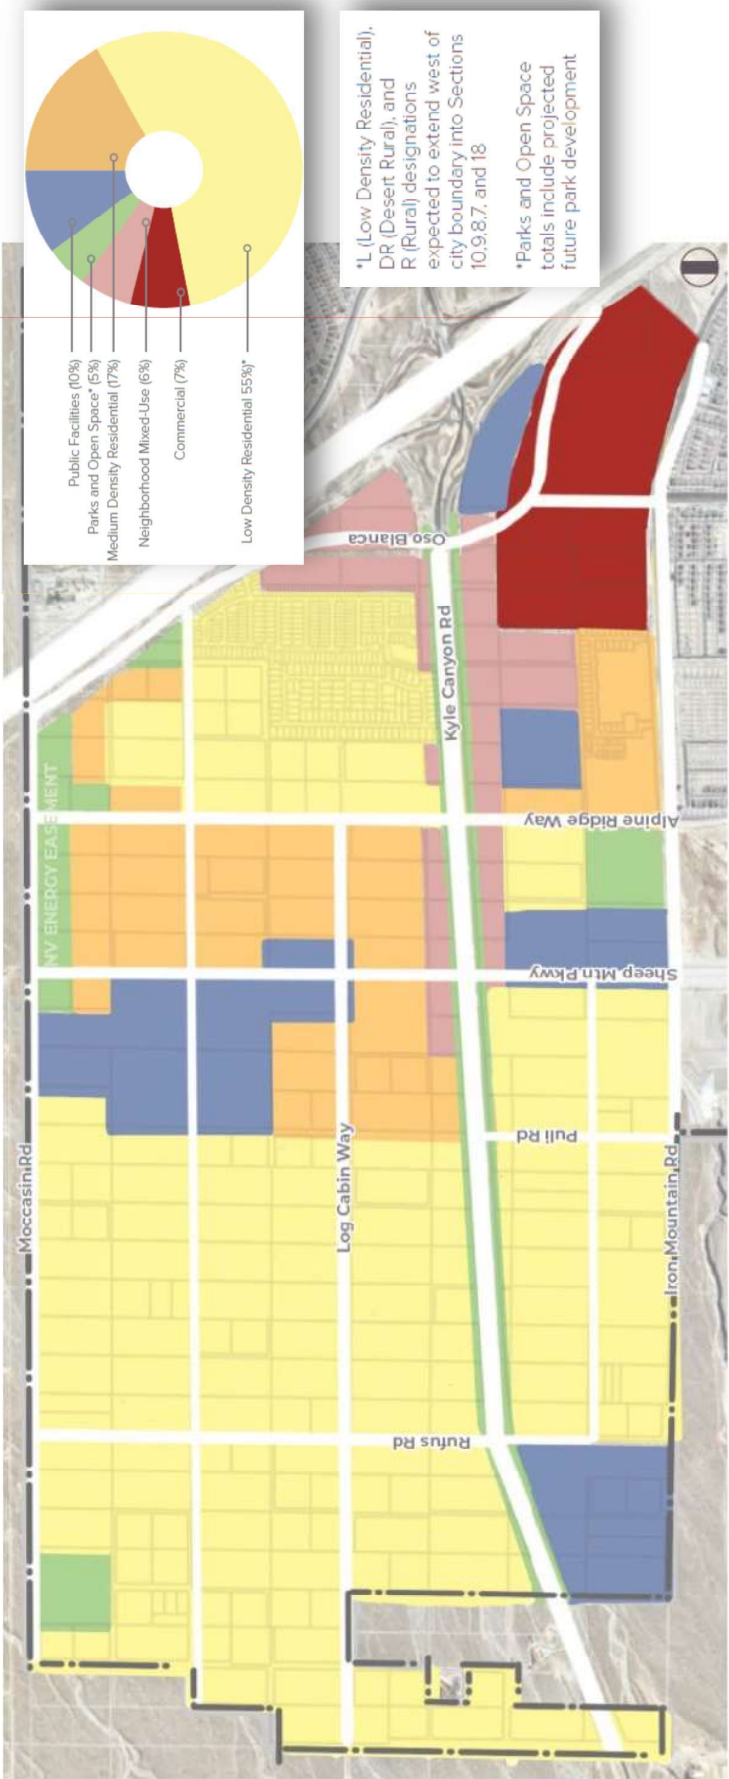 Public Facilities (10%)
Parks and Open Space* (5%)
Medium Density Residential (17%)
Neighborhood Mixed-Use (6%)
Commercial (7%)
Low Density Residential 55%)*
*L (Low Density Residential),
DR (Desert Rural), and
R (Rural) designations
expected to extend west of
city boundary into Sections
10,9,8,7, and 18
*Parks and Open Space
totals include projected
future park development
Moccasin Rd
NV ENERGY EASEMENT
Log Cabin Way
Kyle Canyon Rd
Oso Blanca
Alpine Ridge Way
Sheep Mtn Pkwy
Puli Rd
Iron Mountain Rd
Rufus Rd